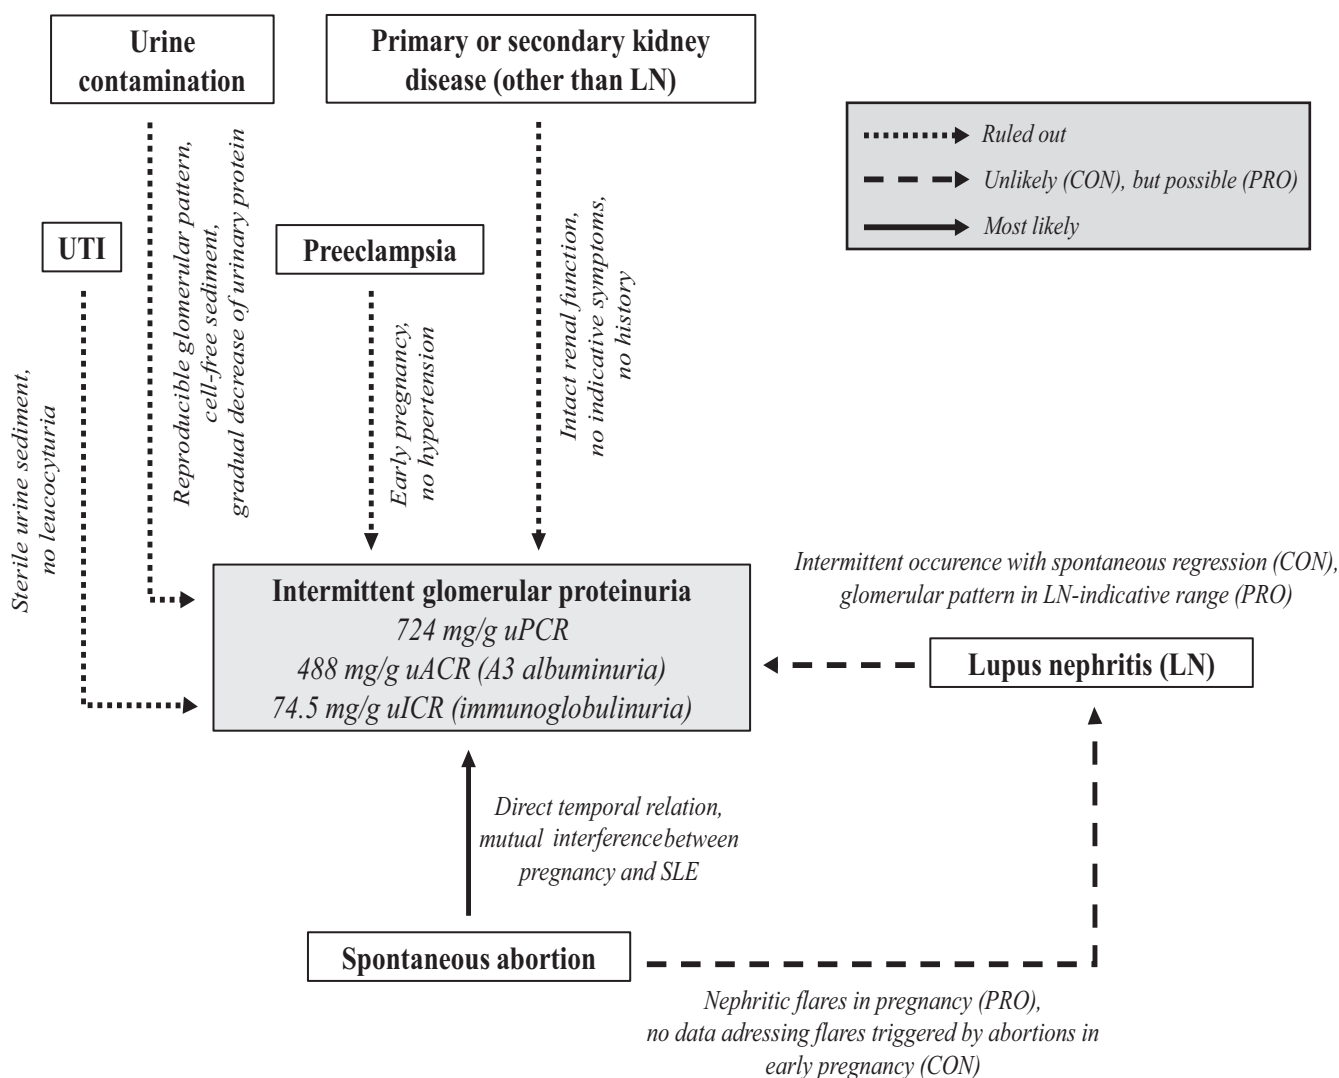 Urine
contamination
Primary or secondary kidney
disease (other than LN)
Ruled out
Unlikely (CON), but possible (PRO)
Most likely
UTI
Preeclampsia
Sterile urine sediment,
no leucocyturia
Reproducible glomerular pattern,
cell-free sediment,
gradual decrease of urinary protein
Early pregnancy,
no hypertension
Intact renal function,
no indicative symptoms,
no history
Intermittent glomerular proteinuria
724 mg/g uPCR
488 mg/g uACR (A3 albuminuria)
74.5 mg/g uICR (immunoglobulinuria)
Intermittent occurence with spontaneous regression (CON),
glomerular pattern in LN-indicative range (PRO)
Lupus nephritis (LN)
Direct temporal relation,
mutual interference between
pregnancy and SLE
Spontaneous abortion
Nephritic flares in pregnancy (PRO),
no data adressing flares triggered by abortions in
early pregnancy (CON)